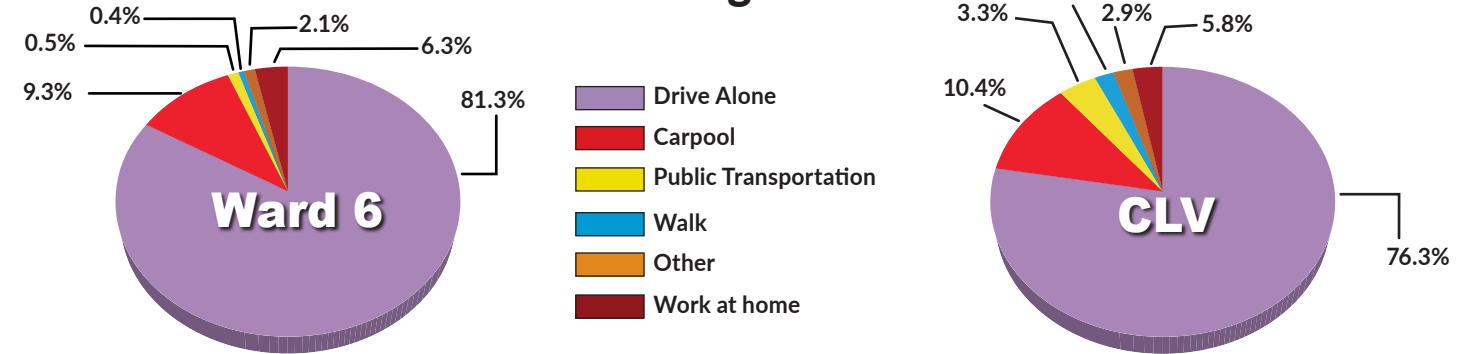 0.4%
2.1%
0.5%
6.3%
9.3%
81.3%
Ward 6
Drive Alone
Carpool
Public Transportation
Walk
Other
Work at home
3.3%
2.9%
5.8%
10.4%
CLV
76.3%